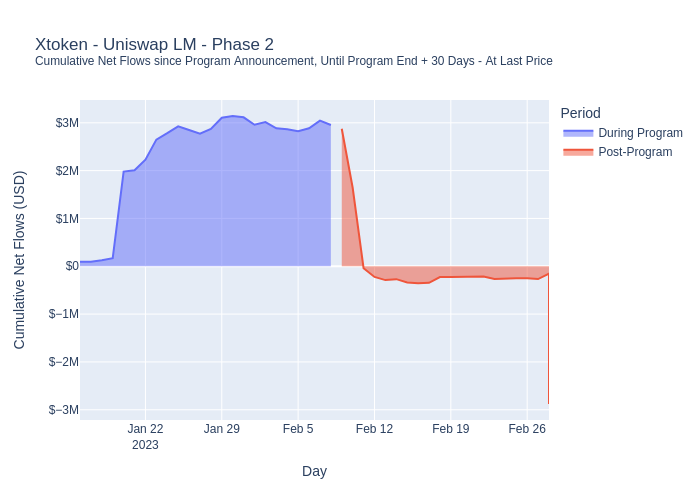 Xtoken - Uniswap LM - Phase 2
Cumulative Net Flows since Program Announcement, Until Program End + 30 Days - At Last Price
Period
During Program
Post-Program
Cumulative Net Flows (USD)
$3M
$2M
$1M
$0
$−1M
$−2M
$−3M
Jan 22
2023
Jan 29
Feb 5
Feb 12
Feb 19
Feb 26
Day